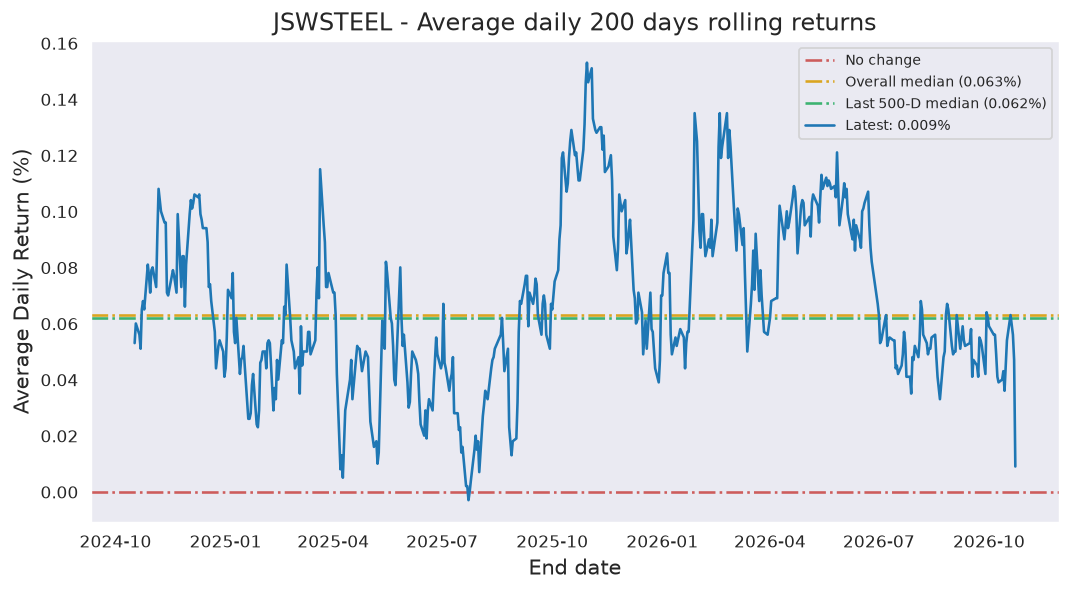 JSWSTEEL - Average daily 200 days rolling returns
No change
Overall median (0.063%)
Last 500-D median (0.062%)
Latest: 0.009%
Average Daily Return (%)
0.16
0.14
0.12
0.10
0.08
0.06
0.04
0.02
0.00
2024-10 2025-01 2025-04 2025-07 2025-10 2026-01 2026-04 2026-07 2026-10
End date